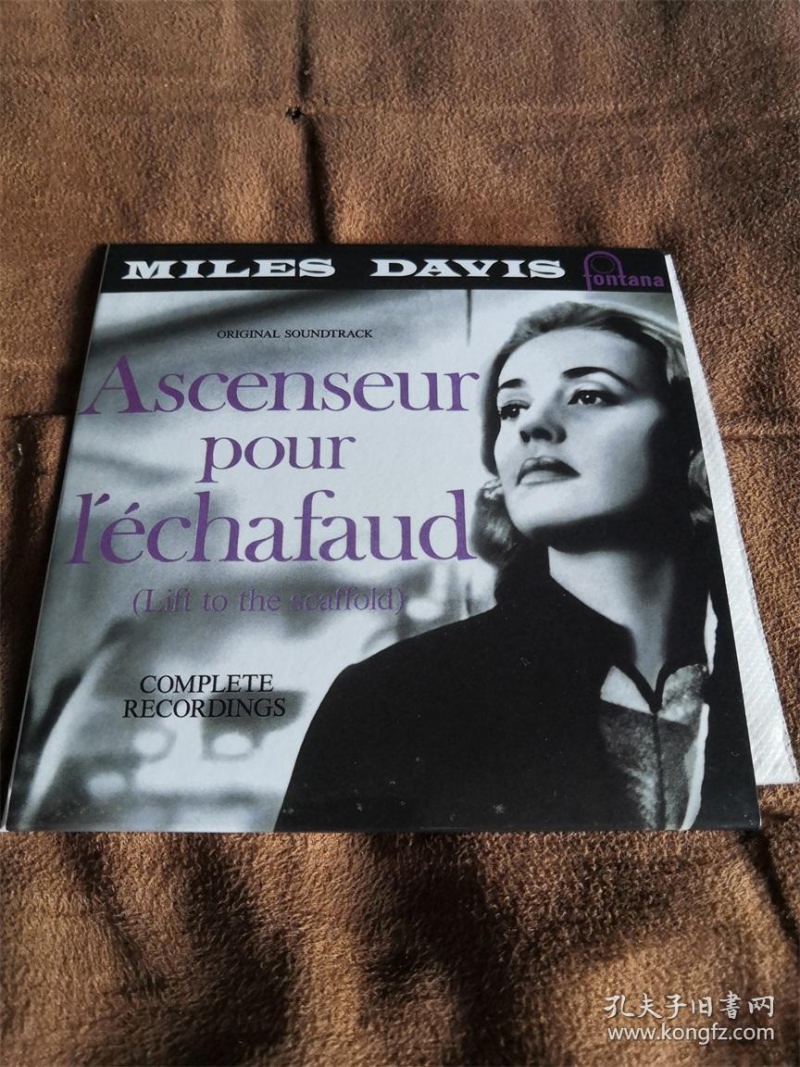 MILES DAVIS
fontana
ORIGINAL SOUNDTRACK
Ascenseur
pour
l'échafaud
(Lift to the scaffold)
COMPLETE
RECORDINGS
孔夫子旧書网
www.kongfz.com